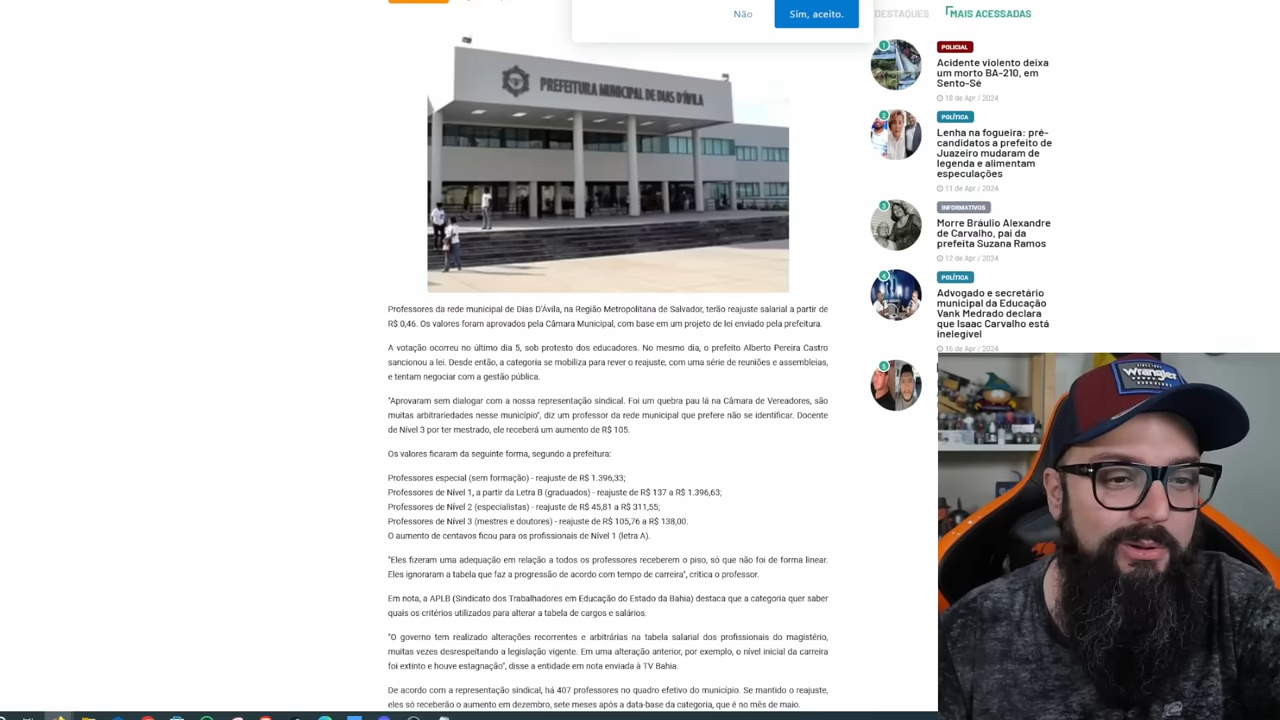 Não
Sim, aceito.
DESTAQUES
MAIS ACESSADAS
PREFEITURA MUNICIPAL DE DIAS D'ÁVILA
1
POLICIAL
Acidente violento deixa
um morto BA-210, em
Sento-Sé
18 de Apr / 2024
2
POLÍTICA
Lenha na fogueira: pré-
candidatos a prefeito de
Juazeiro mudaram de
legenda e alimentam
especulações
11 de Apr / 2024
3
INFORMATIVOS
Morre Bráulio Alexandre
de Carvalho, pai da
prefeita Suzana Ramos
12 de Apr / 2024
4
POLÍTICA
Advogado e secretário
municipal da Educação
Vank Medrado declara
que Isaac Carvalho está
inelegível
16 de Apr / 2024
5
Professores da rede municipal de Dias D'Ávila, na Região Metropolitana de Salvador, terão reajuste salarial a partir de
R$ 0,46. Os valores foram aprovados pela Câmara Municipal, com base em um projeto de lei enviado pela prefeitura.
A votação ocorreu no último dia 5, sob protesto dos educadores. No mesmo dia, o prefeito Alberto Pereira Castro
sancionou a lei. Desde então, a categoria se mobiliza para rever o reajuste, com uma série de reuniões e assembleias,
e tentam negociar com a gestão pública.
"Aprovaram sem dialogar com a nossa representação sindical. Foi um quebra pau lá na Câmara de Vereadores, são
muitas arbitrariedades nesse município", diz um professor da rede municipal que prefere não se identificar. Docente
de Nível 3 por ter mestrado, ele receberá um aumento de R$ 105.
Os valores ficaram da seguinte forma, segundo a prefeitura:
Professores especial (sem formação) - reajuste de R$ 1.396,33;
Professores de Nível 1, a partir da Letra B (graduados) - reajuste de R$ 137 a R$ 1.396,63;
Professores de Nível 2 (especialistas) - reajuste de R$ 45,81 a R$ 311,55;
Professores de Nível 3 (mestres e doutores) - reajuste de R$ 105,76 a R$ 138,00.
O aumento de centavos ficou para os profissionais de Nível 1 (letra A).
"Eles fizeram uma adequação em relação a todos os professores receberem o piso, só que não foi de forma linear.
Eles ignoraram a tabela que faz a progressão de acordo com tempo de carreira", critica o professor.
Em nota, a APLB (Sindicato dos Trabalhadores em Educação do Estado da Bahia) destaca que a categoria quer saber
quais os critérios utilizados para alterar a tabela de cargos e salários.
"O governo tem realizado alterações recorrentes e arbitrárias na tabela salarial dos profissionais do magistério,
muitas vezes desrespeitando a legislação vigente. Em uma alteração anterior, por exemplo, o nível inicial da carreira
foi extinto e houve estagnação", disse a entidade em nota enviada à TV Bahia.
De acordo com a representação sindical, há 407 professores no quadro efetivo do município. Se mantido o reajuste,
eles só receberão o aumento em dezembro, sete meses após a data-base da categoria, que é no mês de maio.
Wrangler